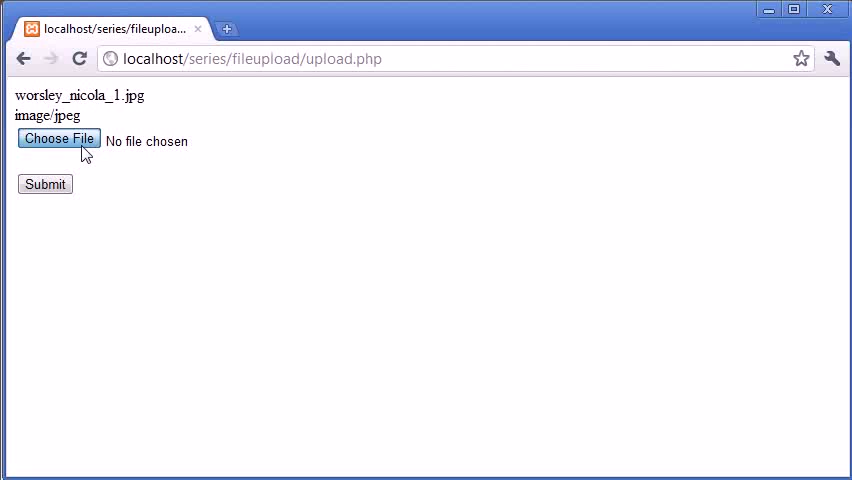 localhost/series/fileuploa...
localhost/series/fileupload/upload.php
worsley_nicola_1.jpg
image/jpeg
Choose File No file chosen
Submit